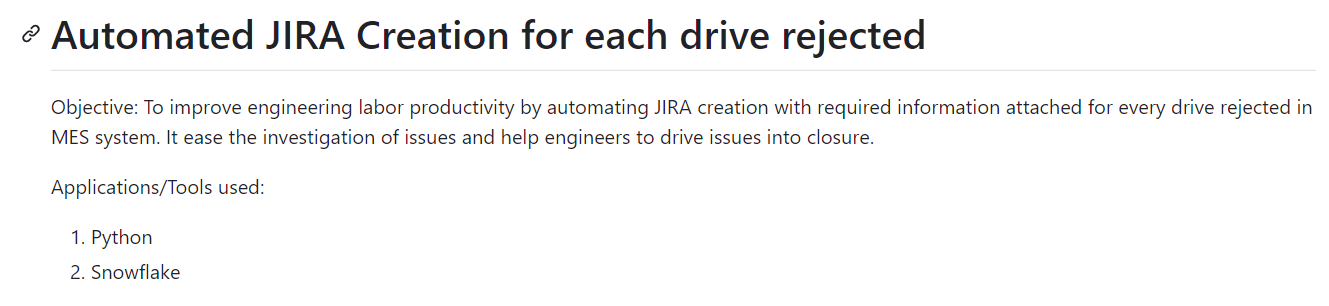 Automated JIRA Creation for each drive rejected
Objective: To improve engineering labor productivity by automating JIRA creation with required information attached for every drive rejected in
MES system. It ease the investigation of issues and help engineers to drive issues into closure.
Applications/Tools used:
1. Python
2. Snowflake